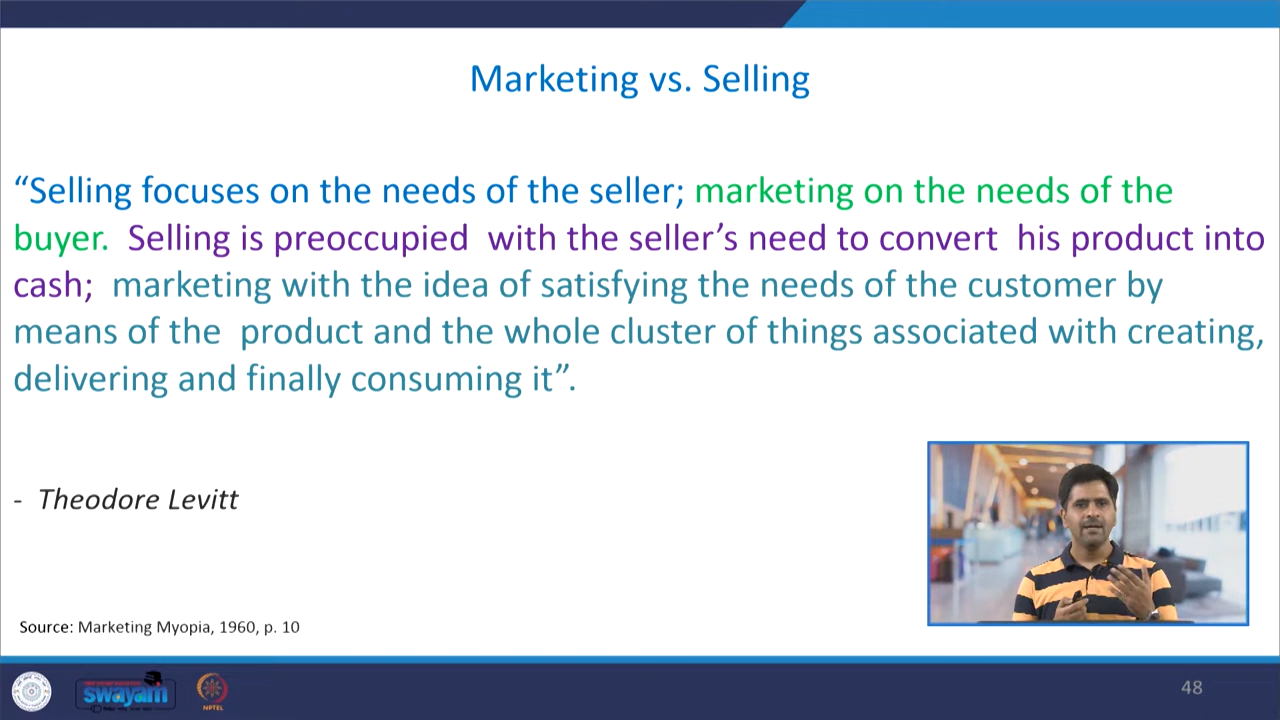 Marketing vs. Selling
“Selling focuses on the needs of the seller; marketing on the needs of the
buyer. Selling is preoccupied with the seller’s need to convert his product into
cash; marketing with the idea of satisfying the needs of the customer by
means of the product and the whole cluster of things associated with creating,
delivering and finally consuming it”.
- Theodore Levitt
Source: Marketing Myopia, 1960, p. 10
swayam
NPTEL
48